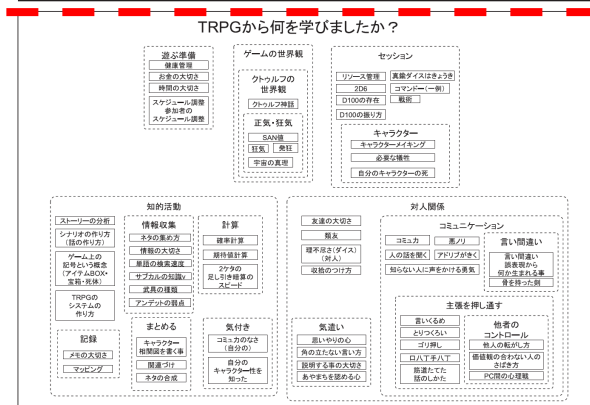 TRPGから何を学びましたか？
遊ぶ準備
健康管理
お金の大切さ
時間の大切さ
スケジュール調整
参加者の
スケジュール調整
ゲームの世界観
クトゥルフの
世界観
クトゥルフ神話
正気・狂気
SAN値
狂気
発狂
宇宙の真理
セッション
リソース管理
真鍮ダイスはきょうき
2D6
コマンドー(一例)
D100の存在
戦術
D100の振り方
キャラクター
キャラクターメイキング
必要な犠牲
自分のキャラクターの死
知的活動
ストーリーの分析
シナリオの作り方
(話の作り方)
ゲーム上の
記号という概念
(アイテムBOX・
宝箱・死体)
TRPGの
システムの
作り方
情報収集
ネタの集め方
情報の大切さ
単語の検索速度
サブカルの知識v
武具の種類
アンデットの弱点
計算
確率計算
期待値計算
2ケタの
足し引き暗算の
スピード
記録
メモの大切さ
マッピング
まとめる
キャラクター
相関図を書く事
関連づけ
ネタの合成
気付き
コミュ力のなさ
(自分の)
自分の
キャラクター性を
知った
対人関係
友達の大切さ
類友
理不尽さ(ダイス)
(対人)
収拾のつけ方
コミュニケーション
コミュ力
悪ノリ
人の話を聞く
アドリブがきく
知らない人に声をかける勇気
言い間違い
言い間違い
誤表現から
何か生まれる事
骨を持った剣
気遣い
思いやりの心
角の立たない言い方
説明する事の大切さ
あやまちを認める心
主張を押し通す
言いくるめ
とりつくろい
ゴリ押し
ロ八丁手八丁
筋道たてた
話のしかた
他者の
コントロール
他人の転がし方
価値観の合わない人の
さばき方
PC間の心理戦